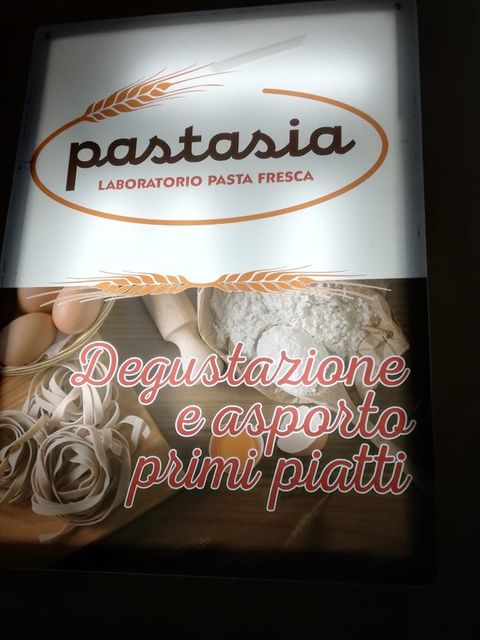 pastasia
LABORATORIO PASTA FRESCA
Degustazione
e asporto
primi piatti